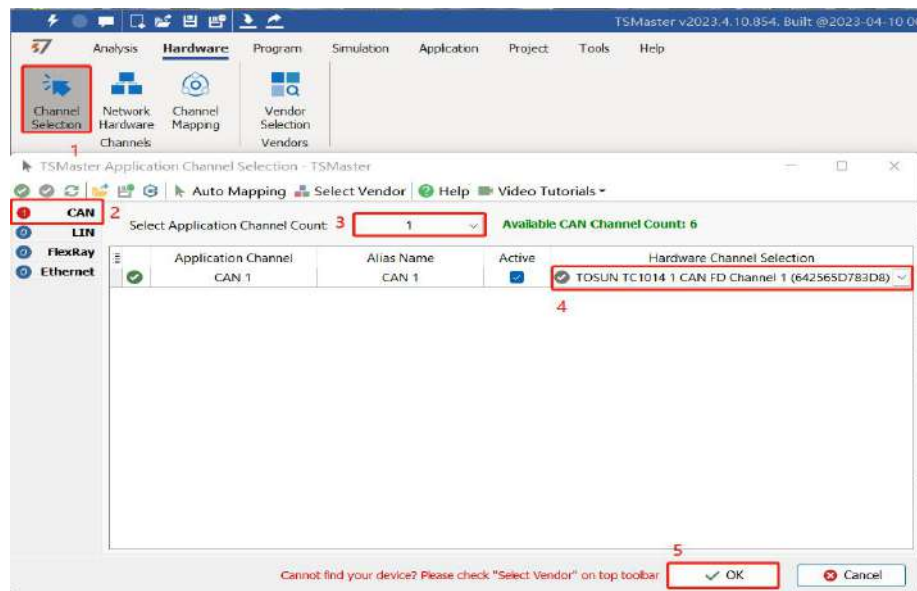 TSMaster v2023.4.10.854, Built @2023-04-10 0
Analysis Hardware Program Simulation Application Project Tools Help
Channel Selection
Network Hardware
Channel Mapping
Vendor Selection
Channels
Vendors
1
TSMaster Application Channel Selection - TSMaster
Auto Mapping Select Vendor Help Video Tutorials
CAN
2
LIN
FlexRay
Ethernet
Select Application Channel Count: 3 1 Available CAN Channel Count: 6
Application Channel Alias Name Active Hardware Channel Selection
CAN 1 CAN 1 TOSUN TC1014 1 CAN FD Channel 1 (642565D783D8)
4
5
Cannot find your device? Please check "Select Vendor" on top toolbar OK Cancel